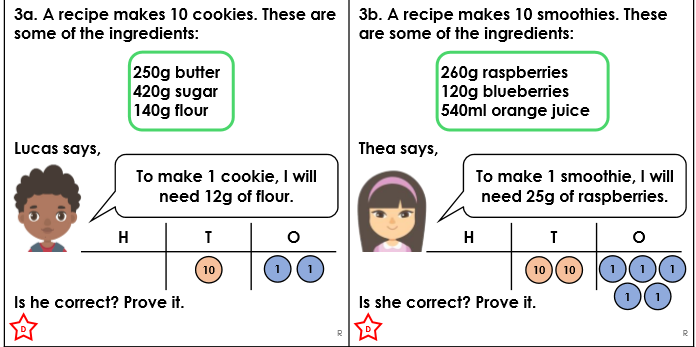 3a. A recipe makes 10 cookies. These are
some of the ingredients:
250g butter
420g sugar
140g flour
Lucas says,
To make 1 cookie, I will
need 12g of flour.
H T O
10 1 1
Is he correct? Prove it.
D
3b. A recipe makes 10 smoothies. These
are some of the ingredients:
260g raspberries
120g blueberries
540ml orange juice
Thea says,
To make 1 smoothie, I will
need 25g of raspberries.
H T O
10 10 1 1 1
1 1
Is she correct? Prove it.
D